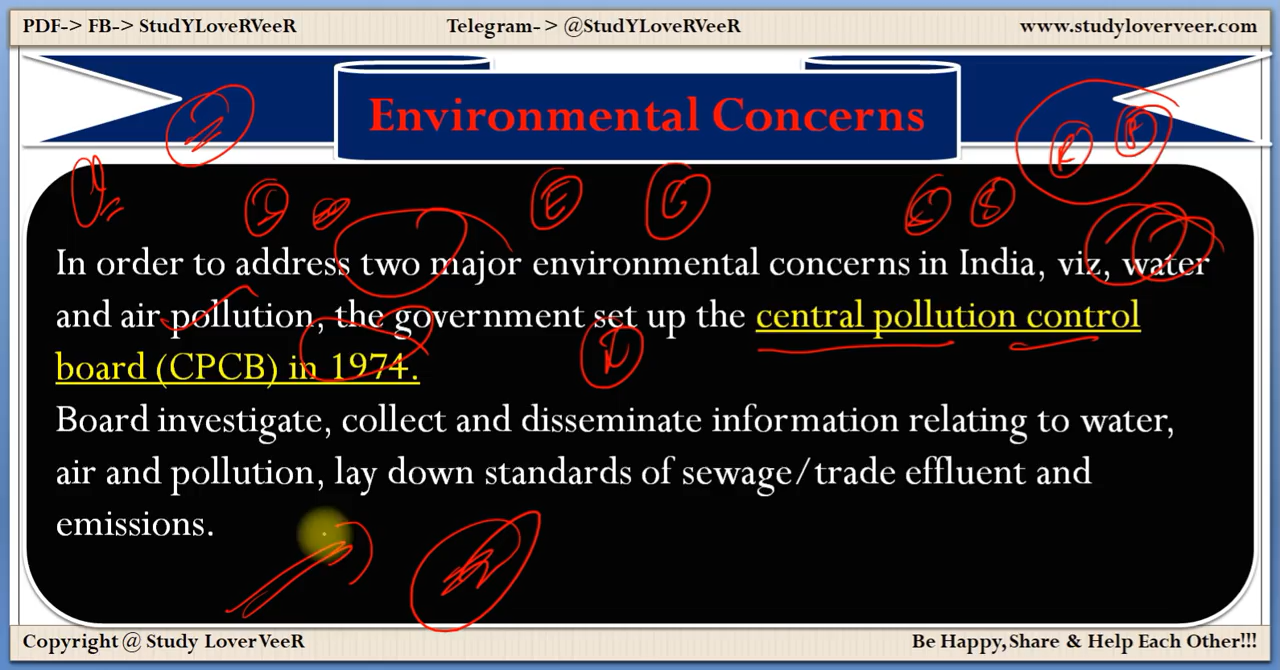 PDF-> FB-> StudYLoveRVeeR
Telegram-> @StudYLoveRVeeR
www.studyloverveer.com
Environmental Concerns
In order to address two major environmental concerns in India, viz, water
and air pollution, the government set up the central pollution control
board (CPCB) in 1974.
Board investigate, collect and disseminate information relating to water,
air and pollution, lay down standards of sewage/trade effluent and
emissions.
Copyright @ Study LoverVeeR
Be Happy,Share & Help Each Other!!!